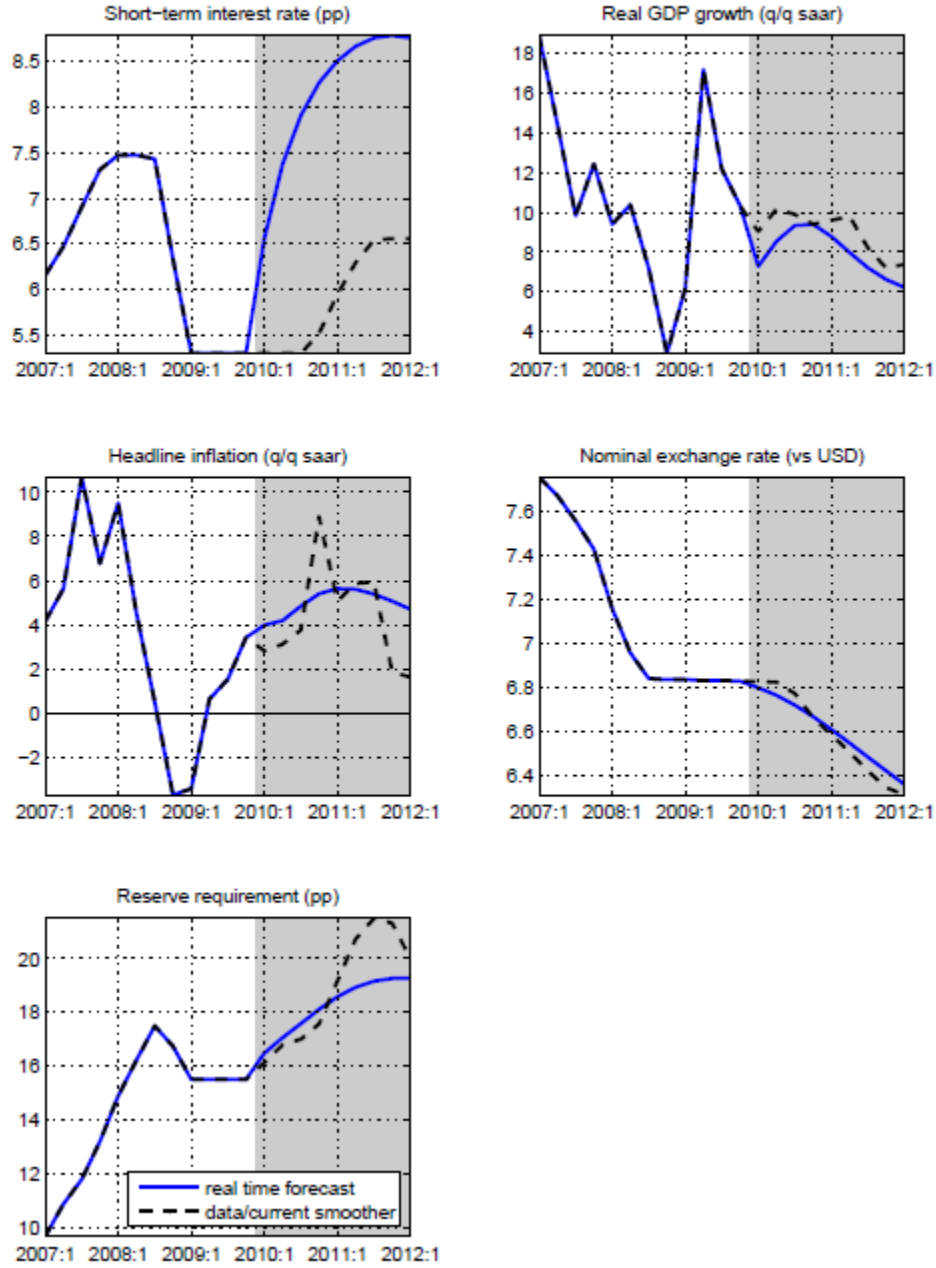 Short-term interest rate (pp)
8.5
8
7.5
7
6.5
6
5.5
2007:1 2008:1 2009:1 2010:1 2011:1 2012:1
Real GDP growth (q/q saar)
18
16
14
12
10
8
6
4
2007:1 2008:1 2009:1 2010:1 2011:1 2012:1
Headline inflation (q/q saar)
10
8
6
4
2
0
−2
2007:1 2008:1 2009:1 2010:1 2011:1 2012:1
Nominal exchange rate (vs USD)
7.6
7.4
7.2
7
6.8
6.6
6.4
2007:1 2008:1 2009:1 2010:1 2011:1 2012:1
Reserve requirement (pp)
20
18
16
14
12
10
real time forecast
data/current smoother
2007:1 2008:1 2009:1 2010:1 2011:1 2012:1